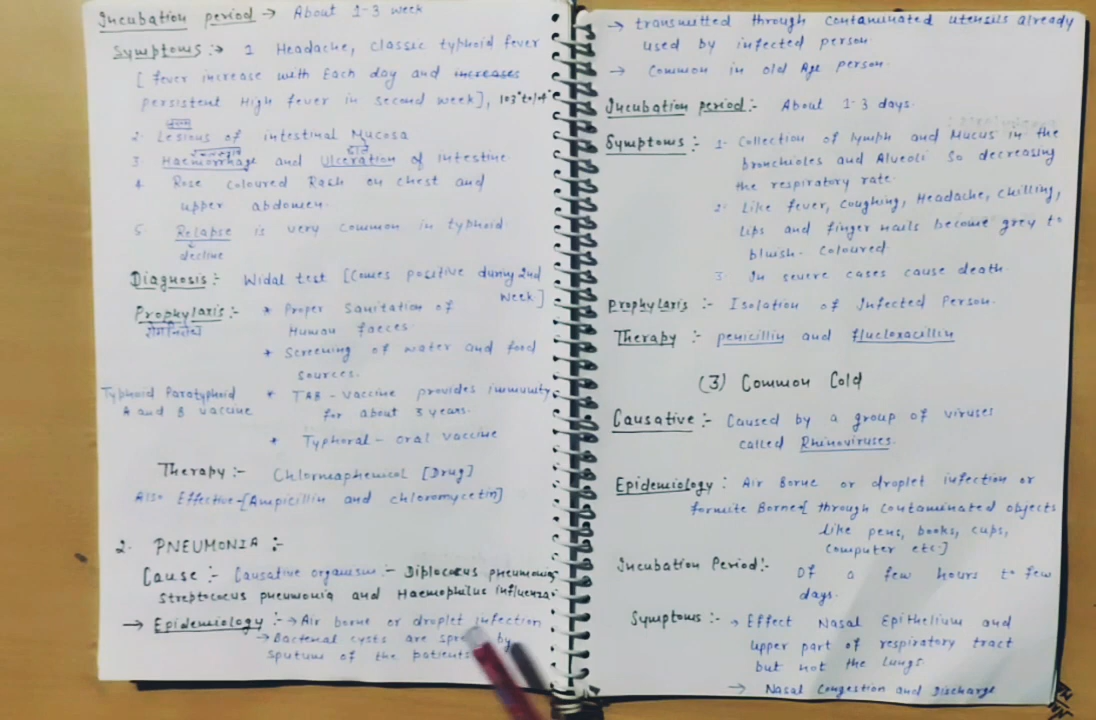 Incubation period → About 1-3 week
Symptoms :→ 1 Headache, classic typhoid fever
[ fever increase with Each day and increases
persistent High fever in second week], 103° to 104°
2. Lesions of intestinal Mucosa
3 Haemorrhage and Ulceration of Intestine
4 Rose coloured Rash on chest and
upper abdomen.
5. Relapse is very common in typhoid.
decline
Diagnosis :- Widal test [Comes positive during 2nd
week]
Prophylaxis :- * Proper Sanitation of
रोगनिरोध
Human faeces
* Screening of water and food
sources.
Typhoid Paratyphoid
A and B vaccine
* TAB - Vaccine provides immunity
for about 3 years.
* Typhoral - oral vaccine
Therapy :- Chlormaphenicol [Drug]
Also Effective-[Ampicillin and chloromycetin]
2. PNEUMONIA :-
Cause :- Causative organism :- Diplococus pneumonia
Streptococus pneumonia and Haemophilus influenza.
→ Epidemiology :- → Air borne or droplet infection
→ Bacterial cysts are by
sputum of the patients
→ transmitted through contaminated utensils already
used by infected person.
→ Common in old Age person.
Incubation period :- About 1-3 days.
Symptoms :- 1. Collection of lymph and Mucus in the
bronchioles and Alveoli so decreasing
the respiratory rate.
2. Like fever, Coughing, Headache, chilling,
lips and finger nails become grey to
bluish- coloured.
3. In severe cases cause death.
prophylaxis :- Isolation of Infected Person.
Therapy :- penicillin and flucloxacillin
(3) Common Cold
Causative :- Caused by a group of viruses
called Rhinoviruses.
Epidemiology : Air Borne or droplet infection or
formite Borne[ through Contaminated objects
like pens, books, cups,
Computer etc.]
Incubation Period :- Of a few hours to few
days.
Symptoms :- → Effect Nasal Epithelium and
upper part of respiratory tract
but not the lungs
→ Nasal Congestion and Discharge